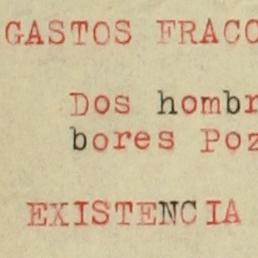 GASTOS FRACC
Dos hombr
bores Poz
EXISTENCIA